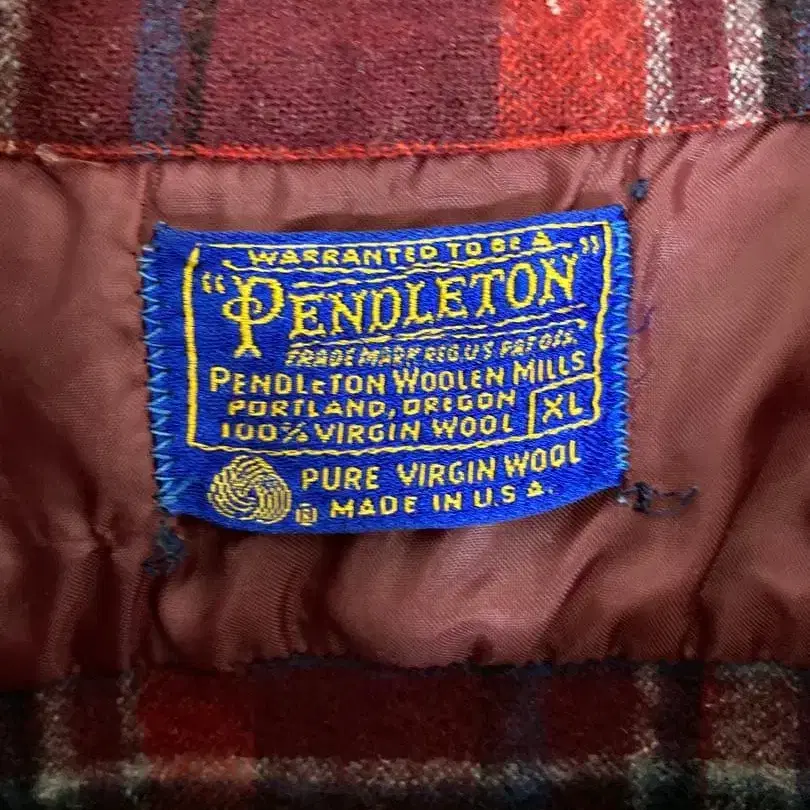 WARRANTED TO BE A
"PENDLETON"
TRADE MARK REG. U S PAT. OFF.
PENDLETON WOOLEN MILLS
PORTLAND, OREGON
XL
100% VIRGIN WOOL
PURE VIRGIN WOOL
® MADE IN U.S.A.